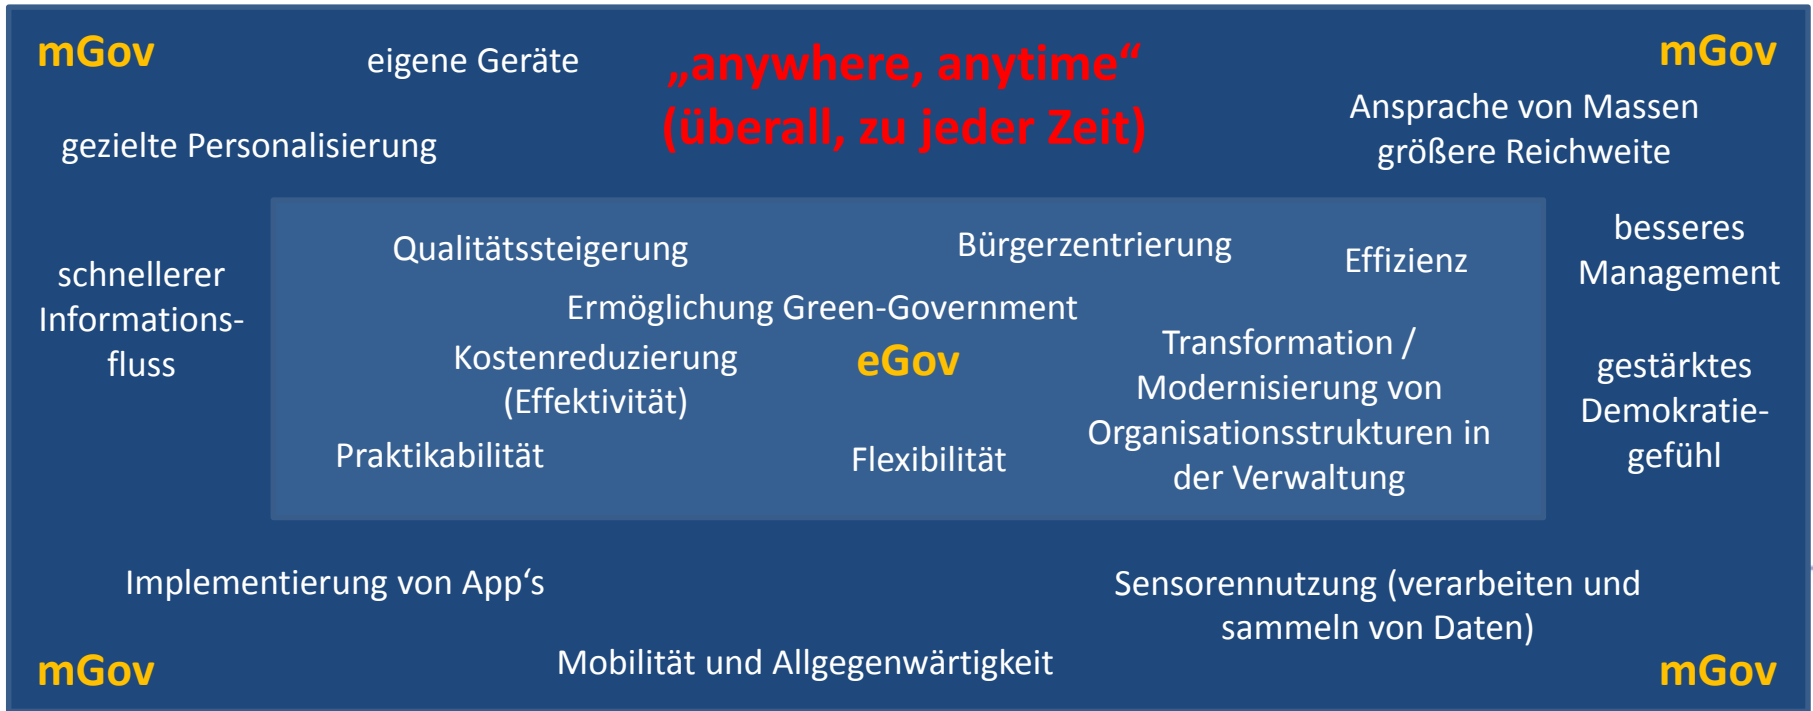 mGov
eigene Geräte
„anywhere, anytime“
(überall, zu jeder Zeit)
mGov
gezielte Personalisierung
Ansprache von Massen
größere Reichweite
schnellerer
Informations-
fluss
Qualitätssteigerung
Bürgerzentrierung
Effizienz
Ermöglichung Green-Government
Kostenreduzierung
(Effektivität)
eGov
Transformation /
Modernisierung von
Organisationsstrukturen in
der Verwaltung
Praktikabilität
Flexibilität
besseres
Management
gestärktes
Demokratie-
gefühl
Implementierung von App‘s
Sensorennutzung (verarbeiten und
sammeln von Daten)
mGov
Mobilität und Allgegenwärtigkeit
mGov